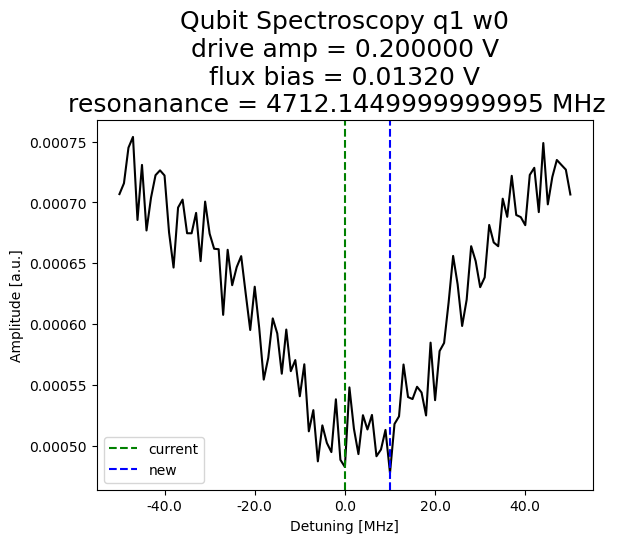 Qubit Spectroscopy q1 w0
drive amp = 0.200000 V
flux bias = 0.01320 V
resonanance = 4712.1449999999995 MHz
0.00075
0.00070
0.00065
0.00060
0.00055
0.00050
Amplitude [a.u.]
current
new
-40.0 -20.0 0.0 20.0 40.0
Detuning [MHz]